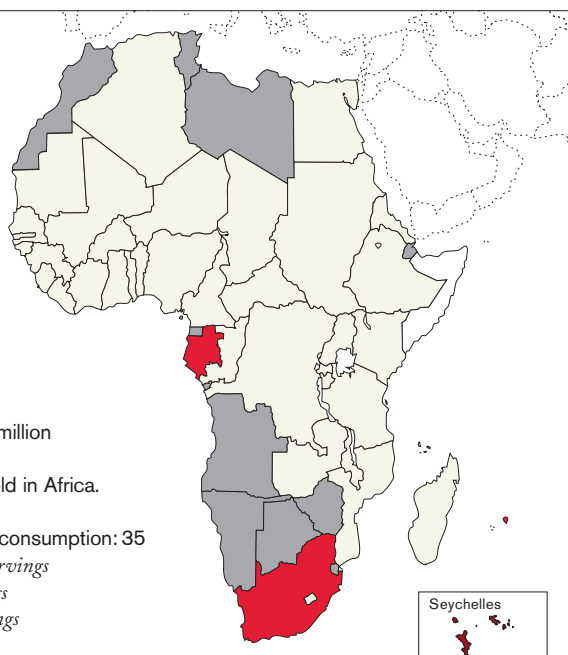 million
ld in Africa.
consumption: 35
rvings
s
ngs
Seychelles